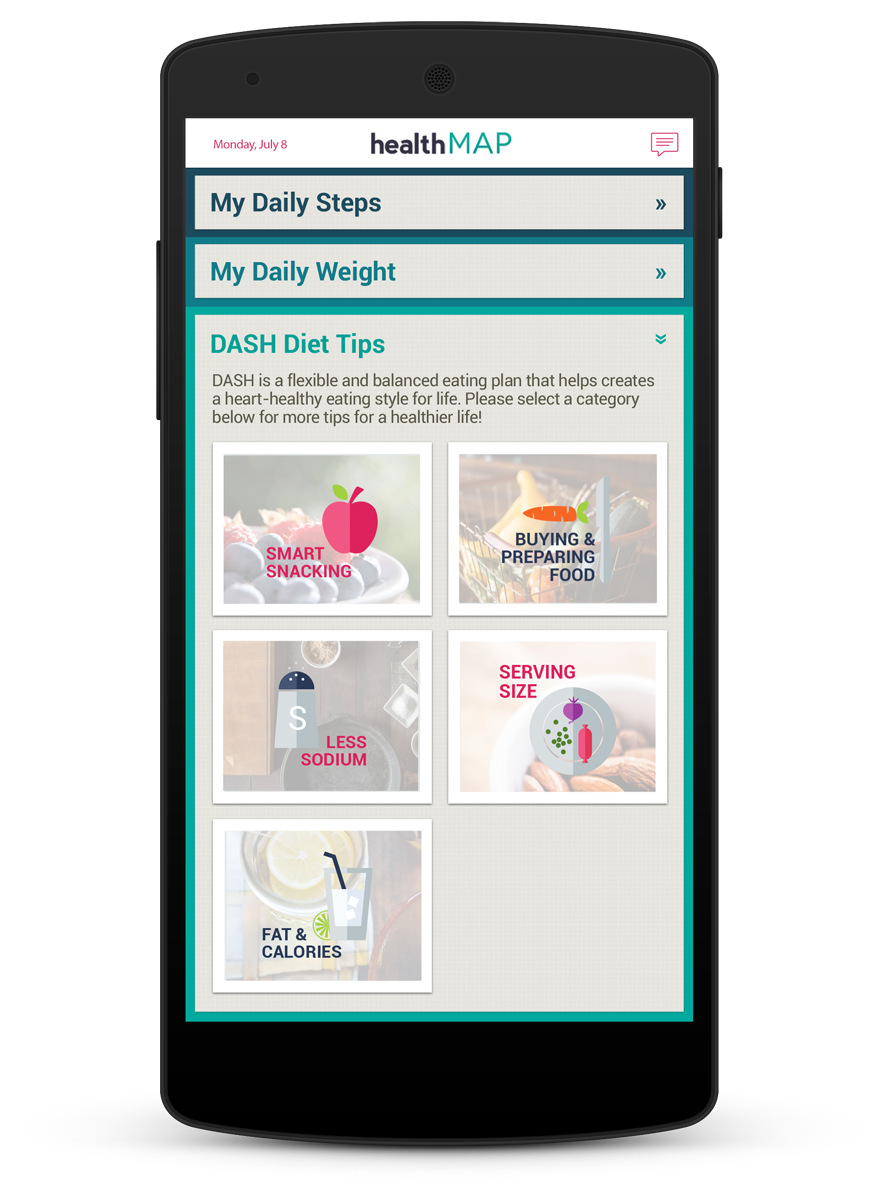 Monday, July 8
healthMAP
My Daily Steps »
My Daily Weight »
DASH Diet Tips
DASH is a flexible and balanced eating plan that helps creates
a heart-healthy eating style for life. Please select a category
below for more tips for a healthier life!
SMART
SNACKING
BUYING &
PREPARING
FOOD
S
LESS
SODIUM
SERVING
SIZE
FAT &
CALORIES